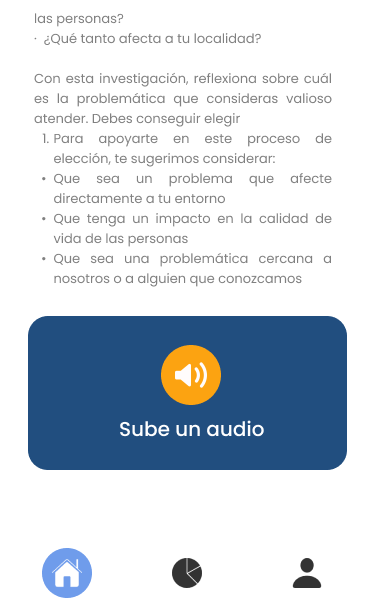 las personas?
· ¿Qué tanto afecta a tu localidad?
Con esta investigación, reflexiona sobre cuál
es la problemática que consideras valioso
atender. Debes conseguir elegir
1. Para apoyarte en este proceso de
elección, te sugerimos considerar:
• Que sea un problema que afecte
directamente a tu entorno
• Que tenga un impacto en la calidad de
vida de las personas
• Que sea una problemática cercana a
nosotros o a alguien que conozcamos
Sube un audio